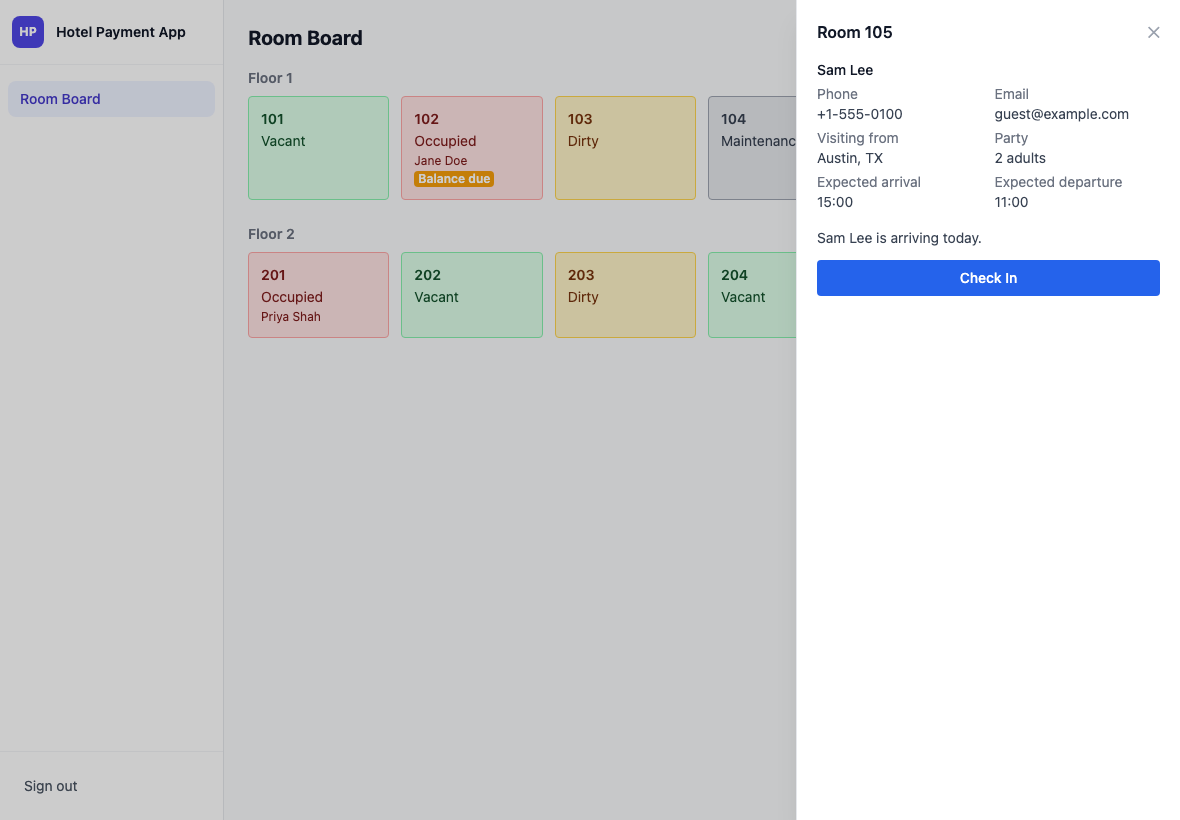 HP
Hotel Payment App
Room Board
Sign out
Room Board
Floor 1
101
Vacant
102
Occupied
Jane Doe
Balance due
103
Dirty
104
Maintenanc
Floor 2
201
Occupied
Priya Shah
202
Vacant
203
Dirty
204
Vacant
Room 105
Sam Lee
Phone
+1-555-0100
Email
guest@example.com
Visiting from
Austin, TX
Party
2 adults
Expected arrival
15:00
Expected departure
11:00
Sam Lee is arriving today.
Check In